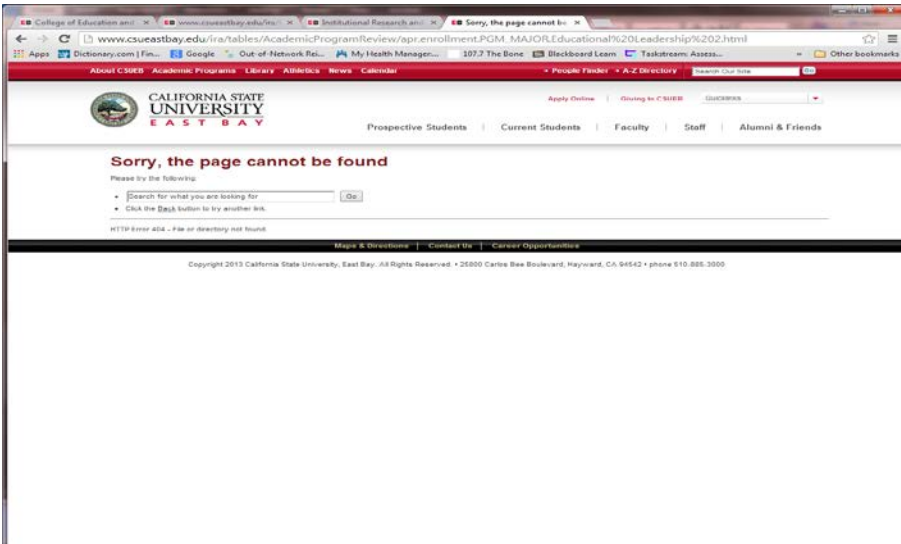 College of Education and
www.csueastbay.edu/ira/
Institutional Research and
Sorry, the page cannot be
www.csueastbay.edu/ira/tables/AcademicProgramReview/apr.enrollment.PGM_MAJOR.Educational%20Leadership%202.html
Apps Dictionary.com | Fin... Google Out-of-Network Rei... My Health Manager... 107.7 The Bone Blackboard Learn Taskstream: Assess... Other bookmarks
About CSUEB Academic Programs Library Athletics News Calendar People Finder A-Z Directory Search Our Site Go
CALIFORNIA STATE
UNIVERSITY
EAST BAY
Apply Online | Giving to CSUEB Quicklinks
Prospective Students | Current Students | Faculty | Staff | Alumni & Friends
Sorry, the page cannot be found
Please try the following:
• Search for what you are looking for Go
• Click the Back button to try another link.
HTTP Error 404 - File or directory not found.
Maps & Directions | Contact Us | Career Opportunities
Copyright 2013 California State University, East Bay. All Rights Reserved. • 25800 Carlos Bee Boulevard, Hayward, CA 94542 • phone 510.885.3000